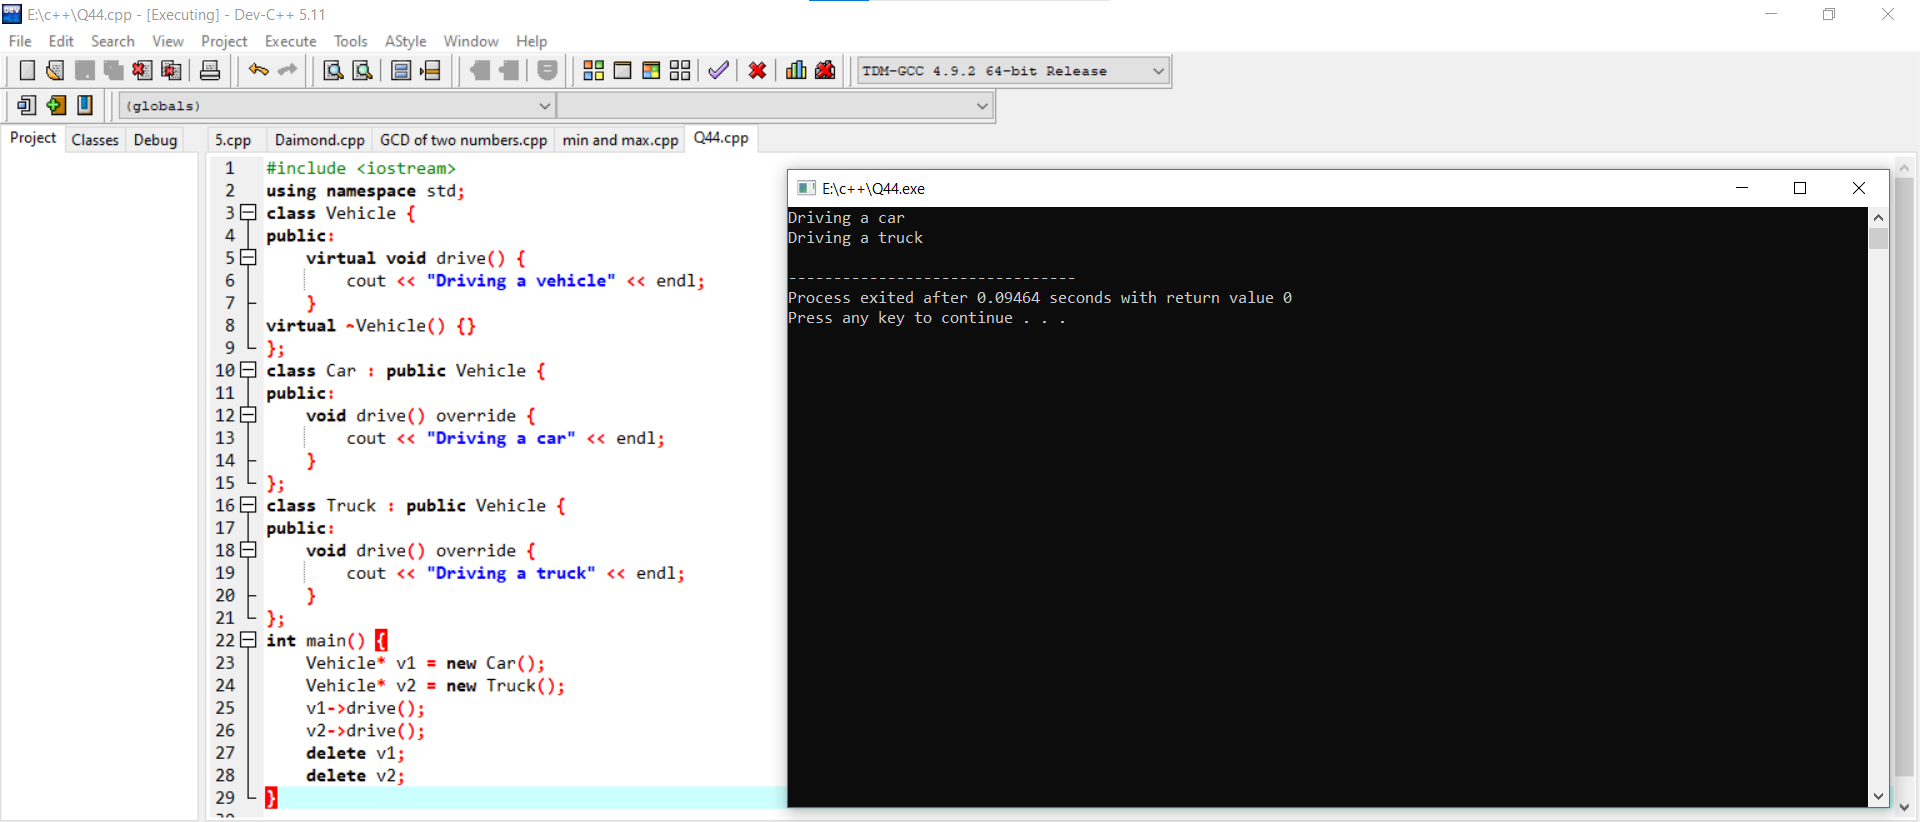 E:\c++\Q44.cpp - [Executing] - Dev-C++ 5.11
File Edit Search View Project Execute Tools AStyle Window Help
TDM-GCC 4.9.2 64-bit Release
(globals)
Project Classes Debug
5.cpp Daimond.cpp GCD of two numbers.cpp min and max.cpp Q44.cpp
1 #include <iostream>
2 using namespace std;
3 class Vehicle {
4 public:
5 virtual void drive() {
6 cout << "Driving a vehicle" << endl;
7 }
8 virtual ~Vehicle() {}
9 };
10 class Car : public Vehicle {
11 public:
12 void drive() override {
13 cout << "Driving a car" << endl;
14 }
15 };
16 class Truck : public Vehicle {
17 public:
18 void drive() override {
19 cout << "Driving a truck" << endl;
20 }
21 };
22 int main() {
23 Vehicle* v1 = new Car();
24 Vehicle* v2 = new Truck();
25 v1->drive();
26 v2->drive();
27 delete v1;
28 delete v2;
29 }
E:\c++\Q44.exe
Driving a car
Driving a truck
--------------------------------
Process exited after 0.09464 seconds with return value 0
Press any key to continue . . .